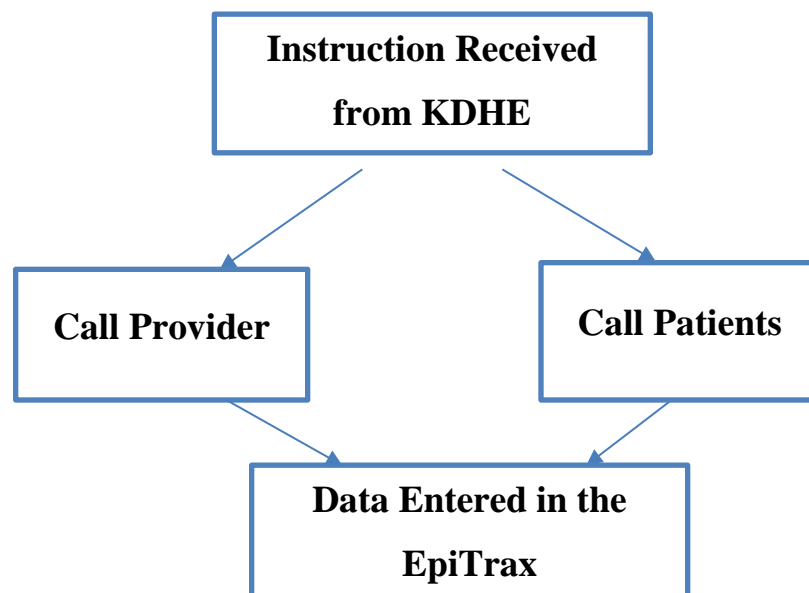 Instruction Received
from KDHE
Call Provider
Call Patients
Data Entered in the
EpiTrax